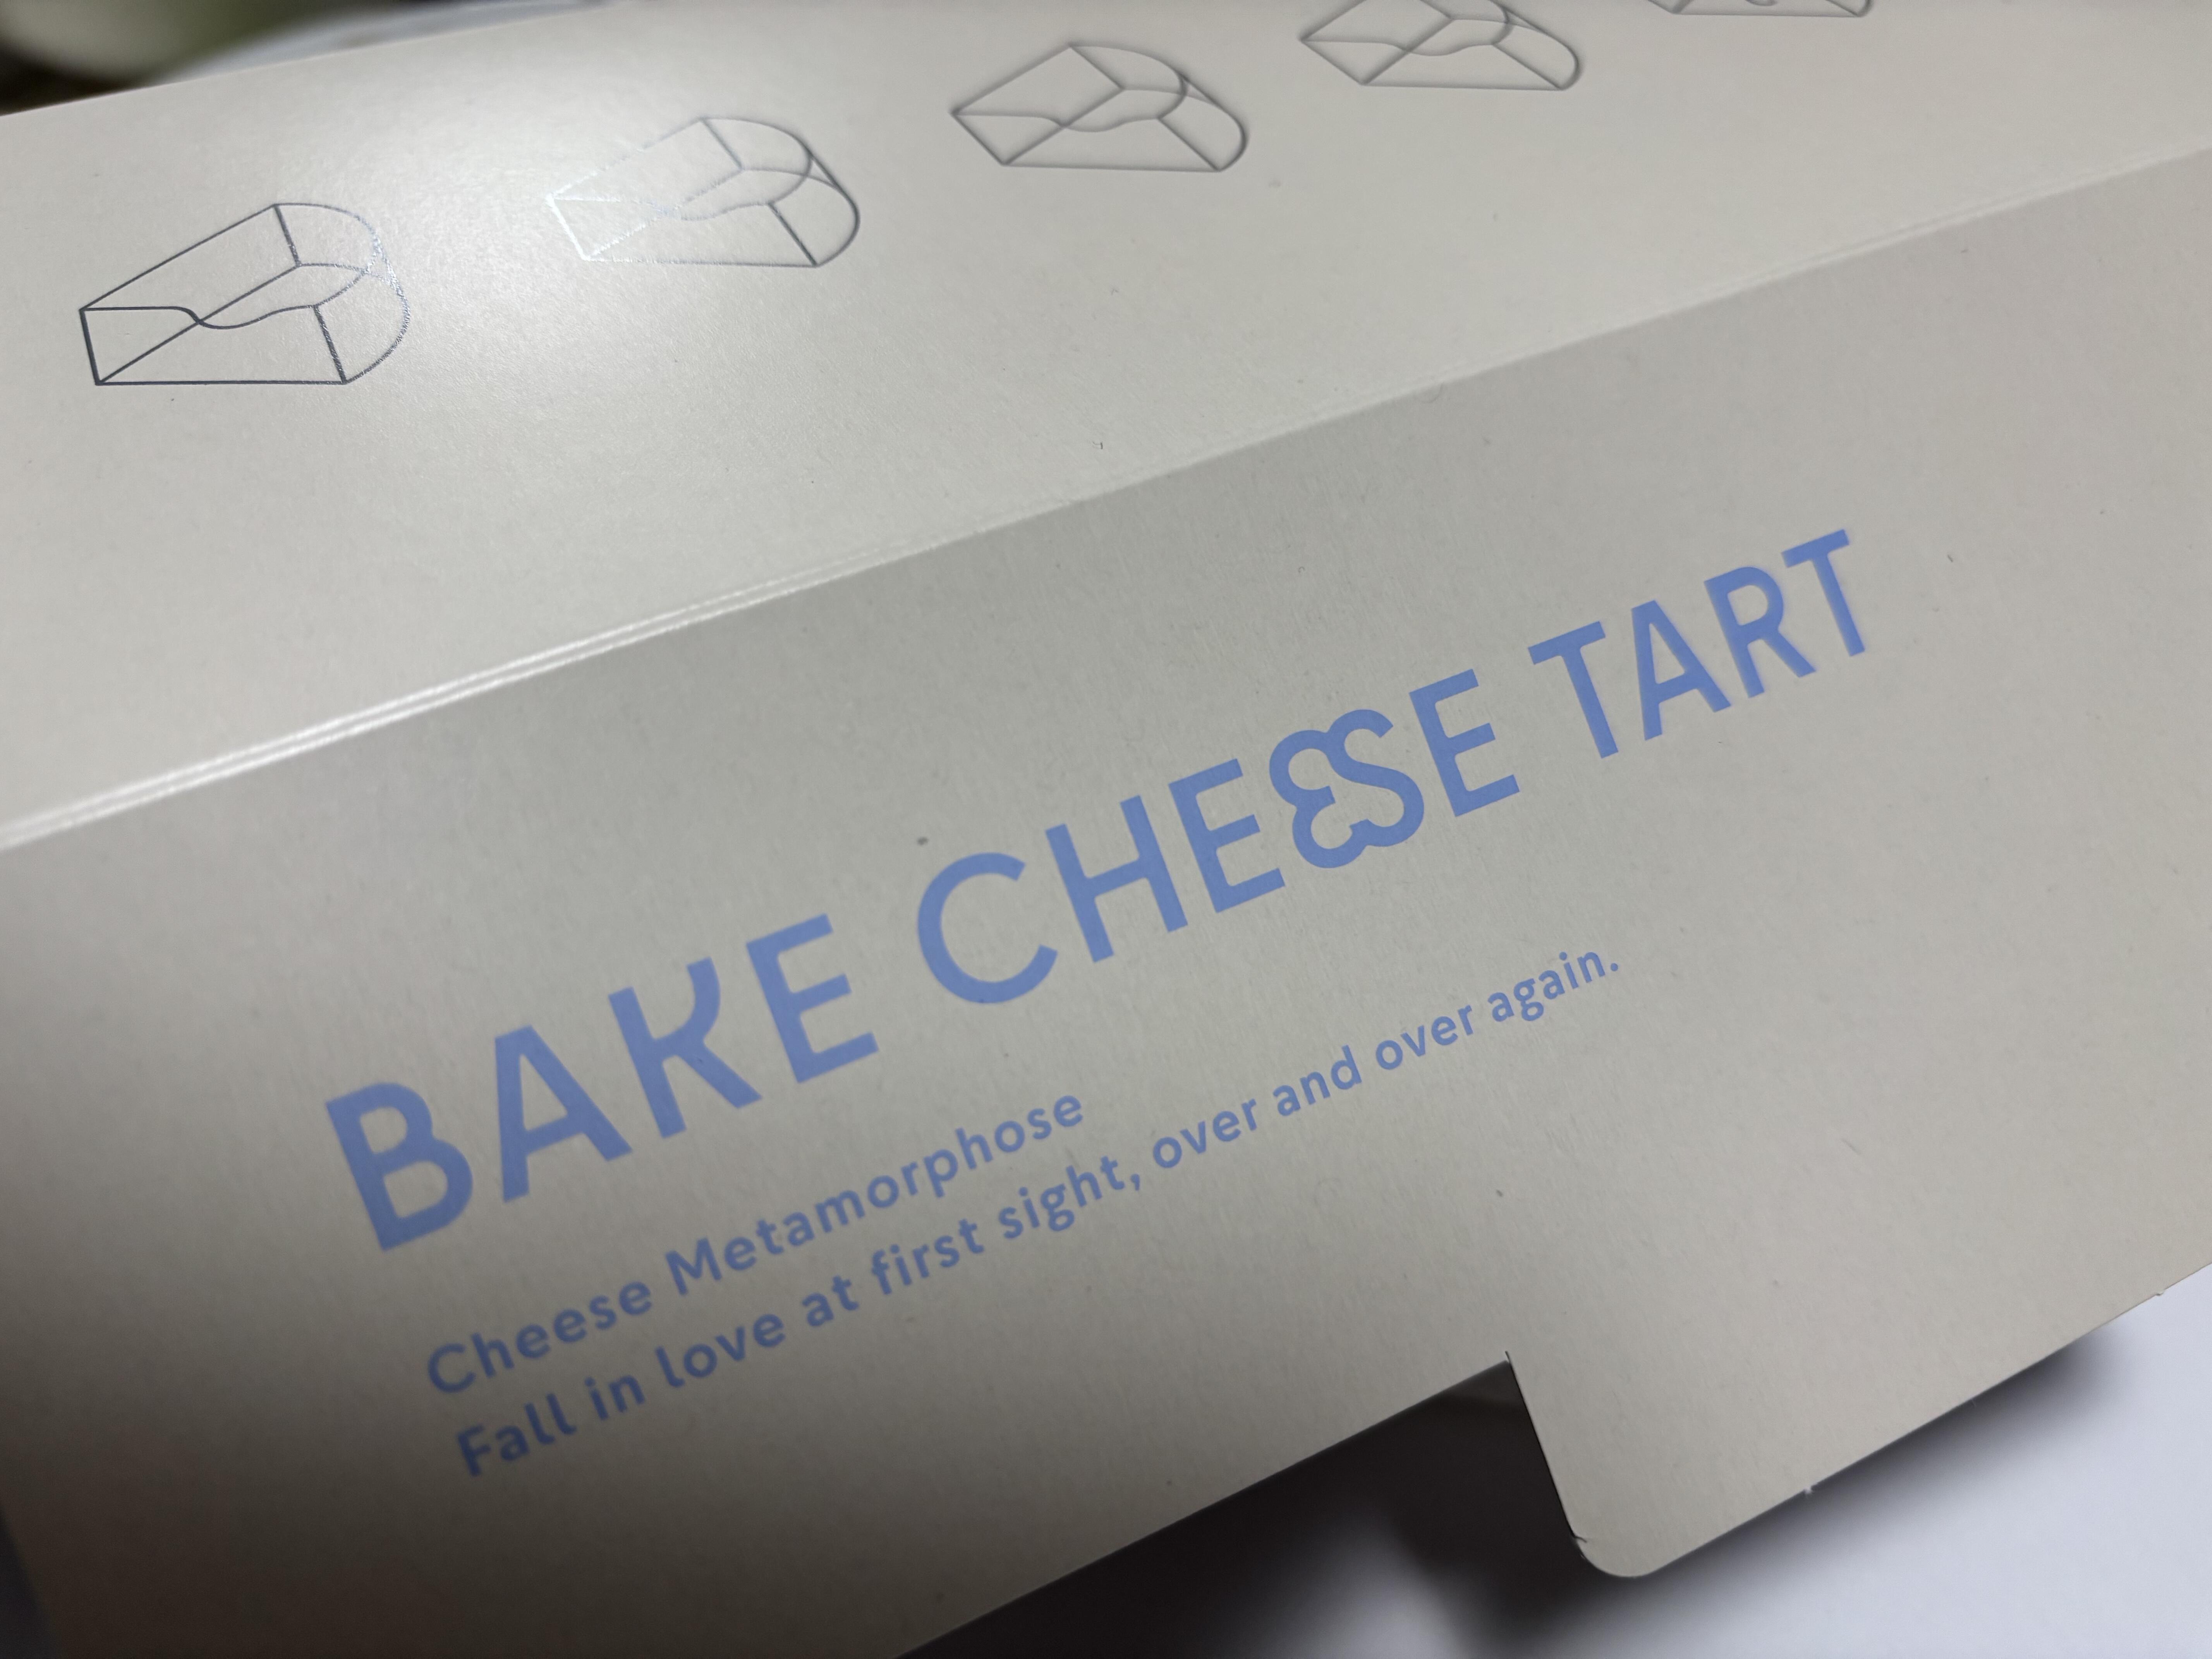 BAKE CHEESE TART
Cheese Metamorphose
Fall in love at first sight, over and over again.